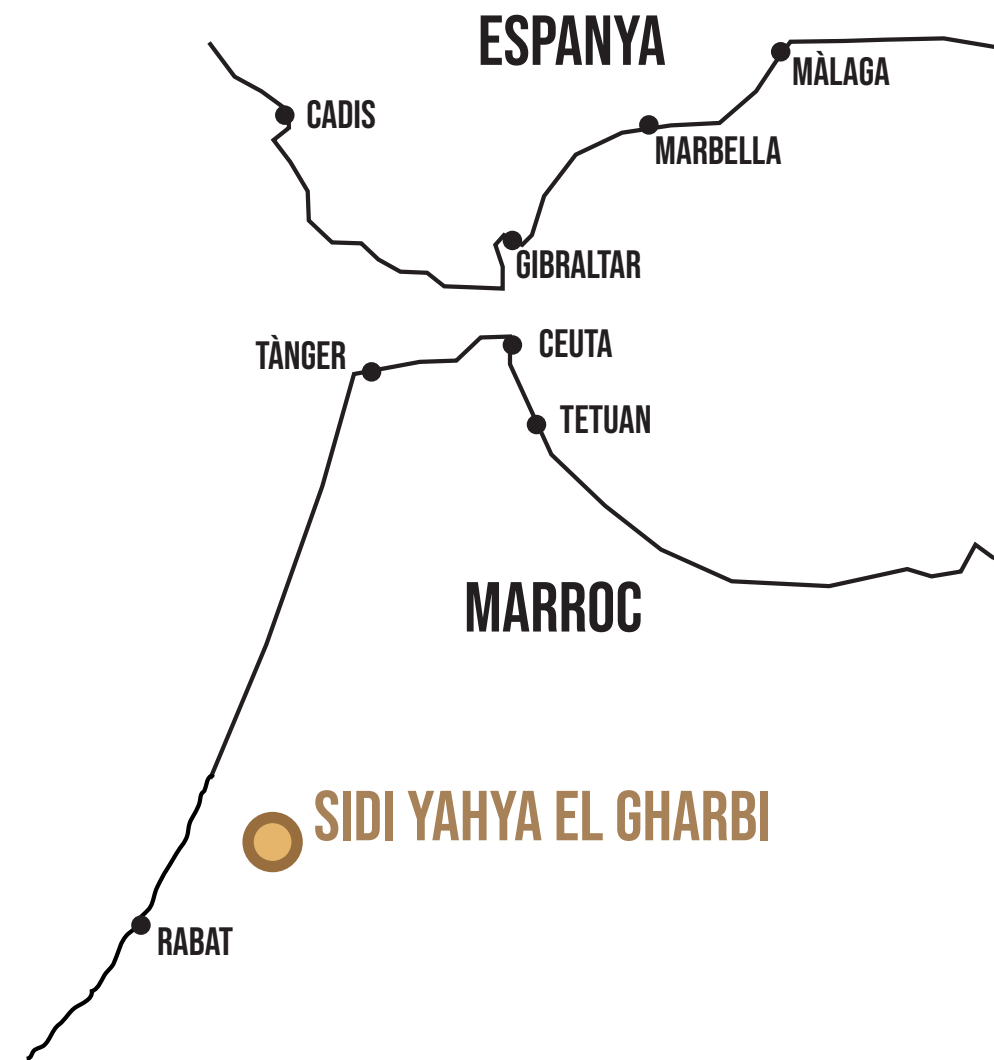 ESPANYA
MÀLAGA
CADIS
MARBELLA
GIBRALTAR
CEUTA
TÀNGER
TETUAN
MARROC
SIDI YAHYA EL GHARBI
RABAT